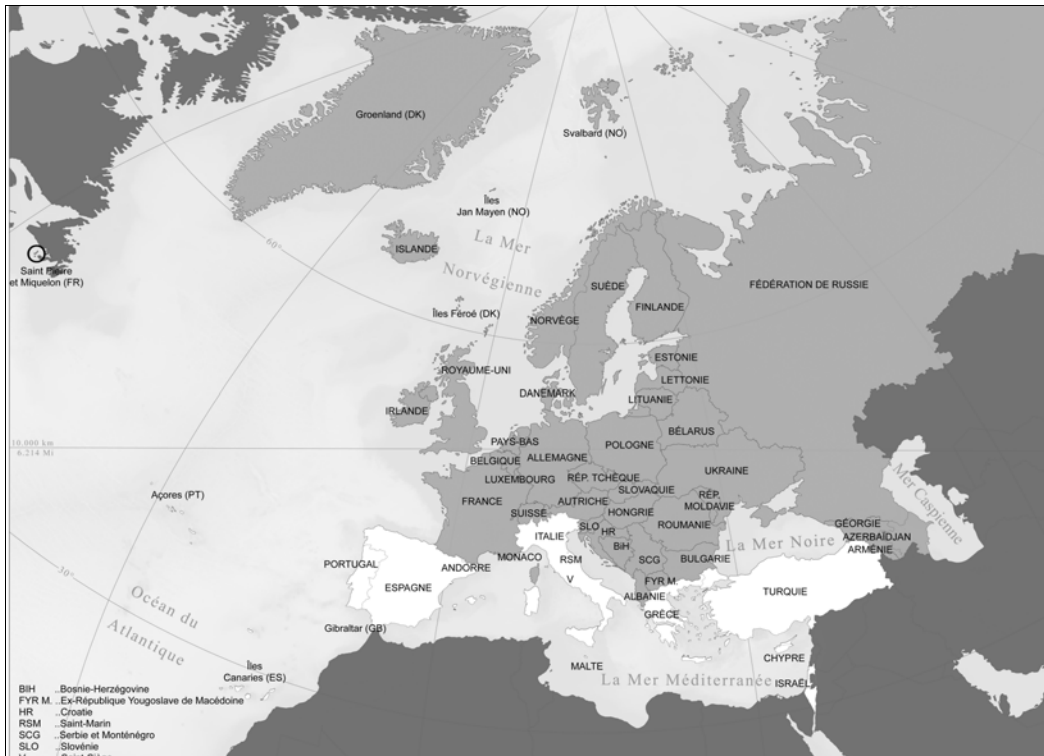 Groenland (DK)
Svalbard (NO)
Îles
Jan Mayen (NO)
La Mer
Norvégienne
ISLANDE
60°
Saint Pierre
et Miquelon (FR)
FÉDÉRATION DE RUSSIE
SUÈDE
FINLANDE
NORVÈGE
Îles Féroé (DK)
ESTONIE
ROYAUME-UNI
LETTONIE
DANEMARK
LITUANIE
IRLANDE
BÉLARUS
10.000 km
6.214 Mi
PAYS-BAS
POLOGNE
BELGIQUE
ALLEMAGNE
UKRAINE
LUXEMBOURG
RÉP. TCHÈQUE
SLOVAQUIE
Açores (PT)
FRANCE
AUTRICHE
RÉP.
MOLDAVIE
SUISSE
HONGRIE
ROUMANIE
Mer Caspienne
ITALIE
SLO
HR
BiH
GÉORGIE
AZERBAÏDJAN
ARMÉNIE
La Mer Noire
MONACO
RSM
SCG
BULGARIE
PORTUGAL
ANDORRE
ESPAGNE
V
FYR M.
ALBANIE
TURQUIE
30°
GRÈCE
Océan du
Atlantique
Gibraltar (GB)
Îles
Canaries (ES)
MALTE
CHYPRE
La Mer Méditerranée
ISRAËL
BIH ..Bosnie-Herzégovine
FYR M. ..Ex-République Yougoslave de Macédoine
HR ..Croatie
RSM ..Saint-Marin
SCG ..Serbie et Monténégro
SLO ..Slovénie